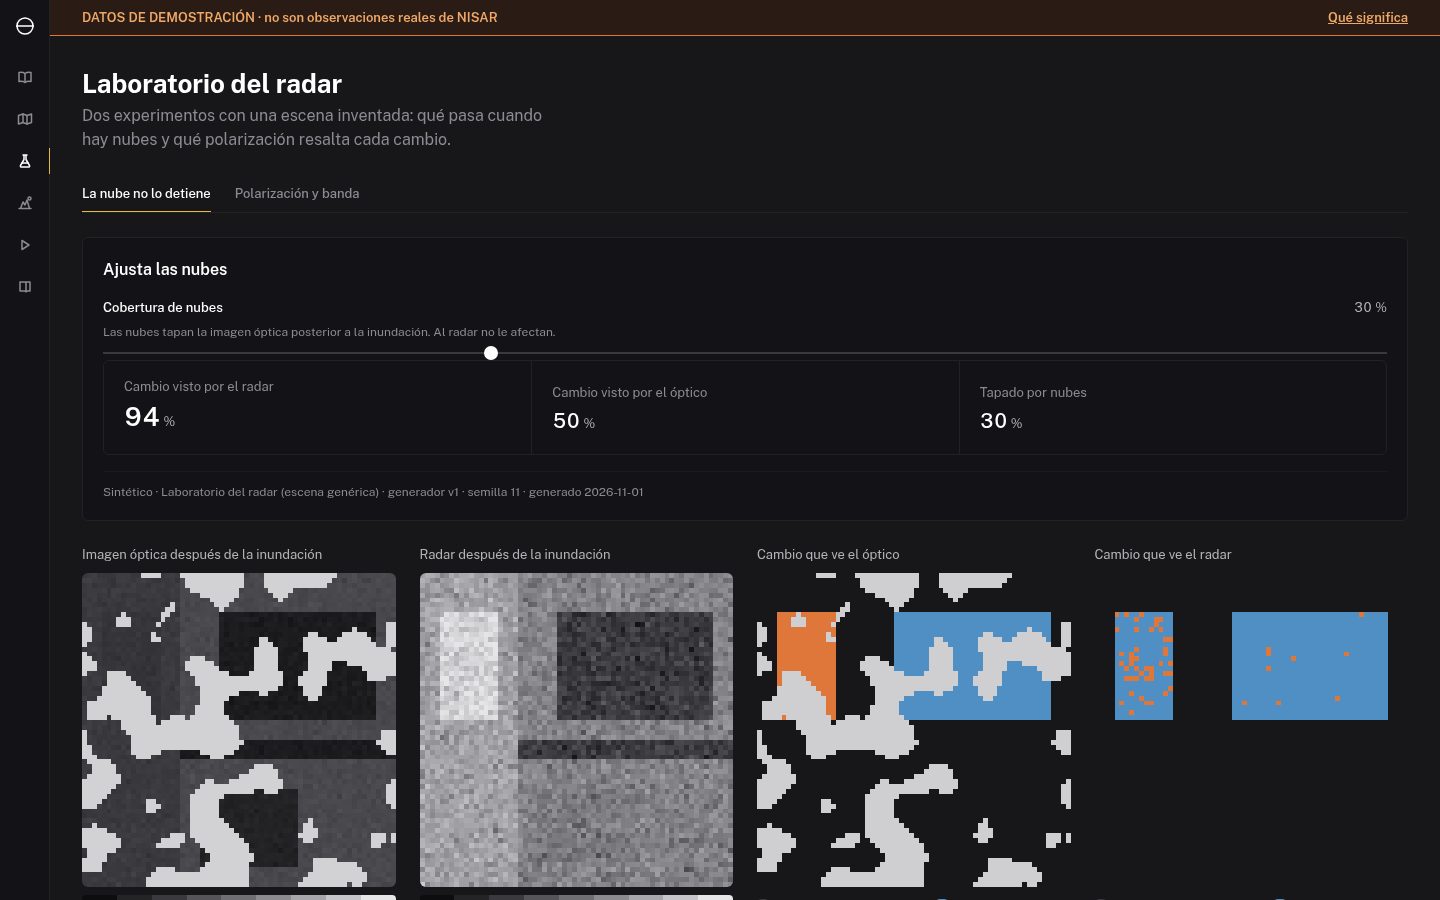 DATOS DE DEMOSTRACIÓN · no son observaciones reales de NISAR
Qué significa
Laboratorio del radar
Dos experimentos con una escena inventada: qué pasa cuando
hay nubes y qué polarización resalta cada cambio.
La nube no lo detiene
Polarización y banda
Ajusta las nubes
Cobertura de nubes
30 %
Las nubes tapan la imagen óptica posterior a la inundación. Al radar no le afectan.
Cambio visto por el radar
94 %
Cambio visto por el óptico
50 %
Tapado por nubes
30 %
Sintético · Laboratorio del radar (escena genérica) · generador v1 · semilla 11 · generado 2026-11-01
Imagen óptica después de la inundación
Radar después de la inundación
Cambio que ve el óptico
Cambio que ve el radar